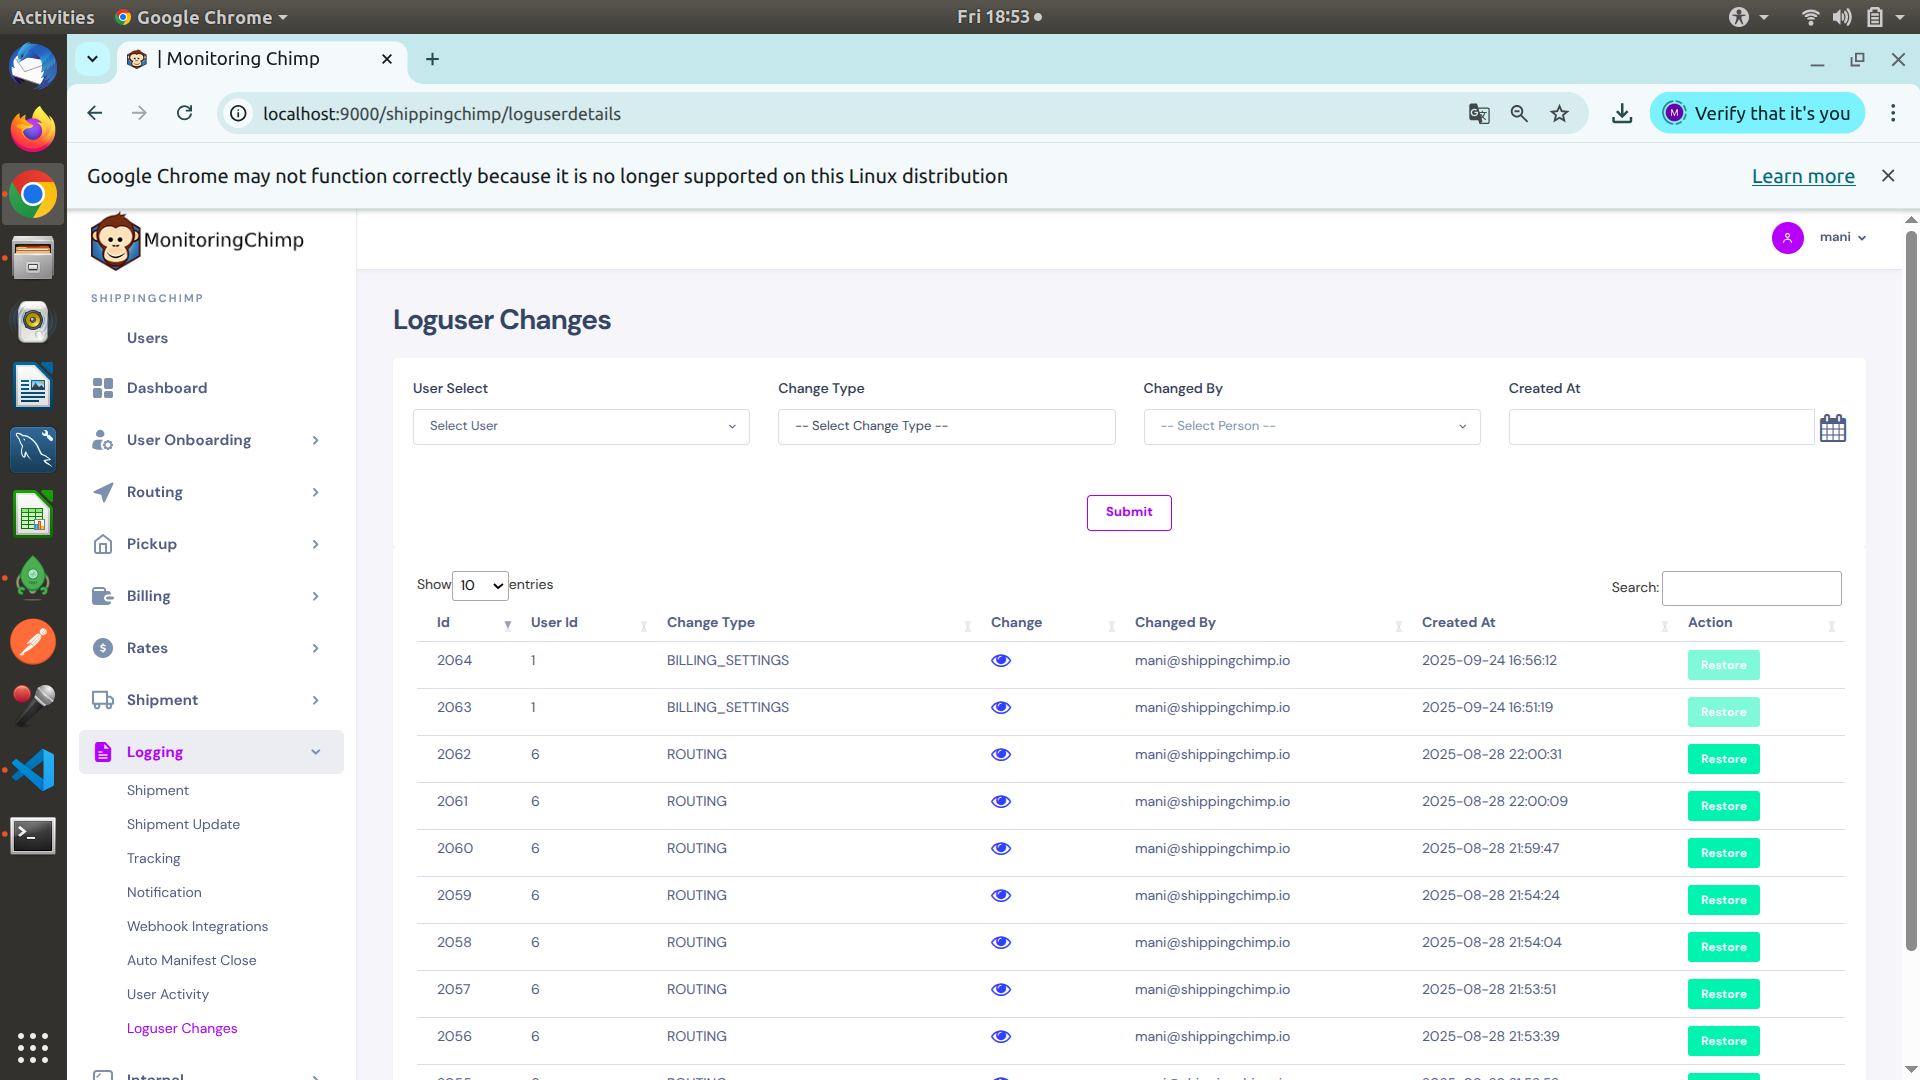 Activities
Google Chrome
Fri 18:53
| Monitoring Chimp
localhost:9000/shippingchimp/loguserdetails
M
Verify that it's you
Google Chrome may not function correctly because it is no longer supported on this Linux distribution
Learn more
MonitoringChimp
mani
SHIPPINGCHIMP
Users
Dashboard
User Onboarding
Routing
Pickup
Billing
Rates
Shipment
Logging
Shipment
Shipment Update
Tracking
Notification
Webhook Integrations
Auto Manifest Close
User Activity
Loguser Changes
Internal
Loguser Changes
User Select
Change Type
Changed By
Created At
Select User
-- Select Change Type --
-- Select Person --
Submit
Show 10 entries
Search:
Id User Id Change Type Change Changed By Created At Action
2064 1 BILLING_SETTINGS mani@shippingchimp.io 2025-09-24 16:56:12 Restore
2063 1 BILLING_SETTINGS mani@shippingchimp.io 2025-09-24 16:51:19 Restore
2062 6 ROUTING mani@shippingchimp.io 2025-08-28 22:00:31 Restore
2061 6 ROUTING mani@shippingchimp.io 2025-08-28 22:00:09 Restore
2060 6 ROUTING mani@shippingchimp.io 2025-08-28 21:59:47 Restore
2059 6 ROUTING mani@shippingchimp.io 2025-08-28 21:54:24 Restore
2058 6 ROUTING mani@shippingchimp.io 2025-08-28 21:54:04 Restore
2057 6 ROUTING mani@shippingchimp.io 2025-08-28 21:53:51 Restore
2056 6 ROUTING mani@shippingchimp.io 2025-08-28 21:53:39 Restore